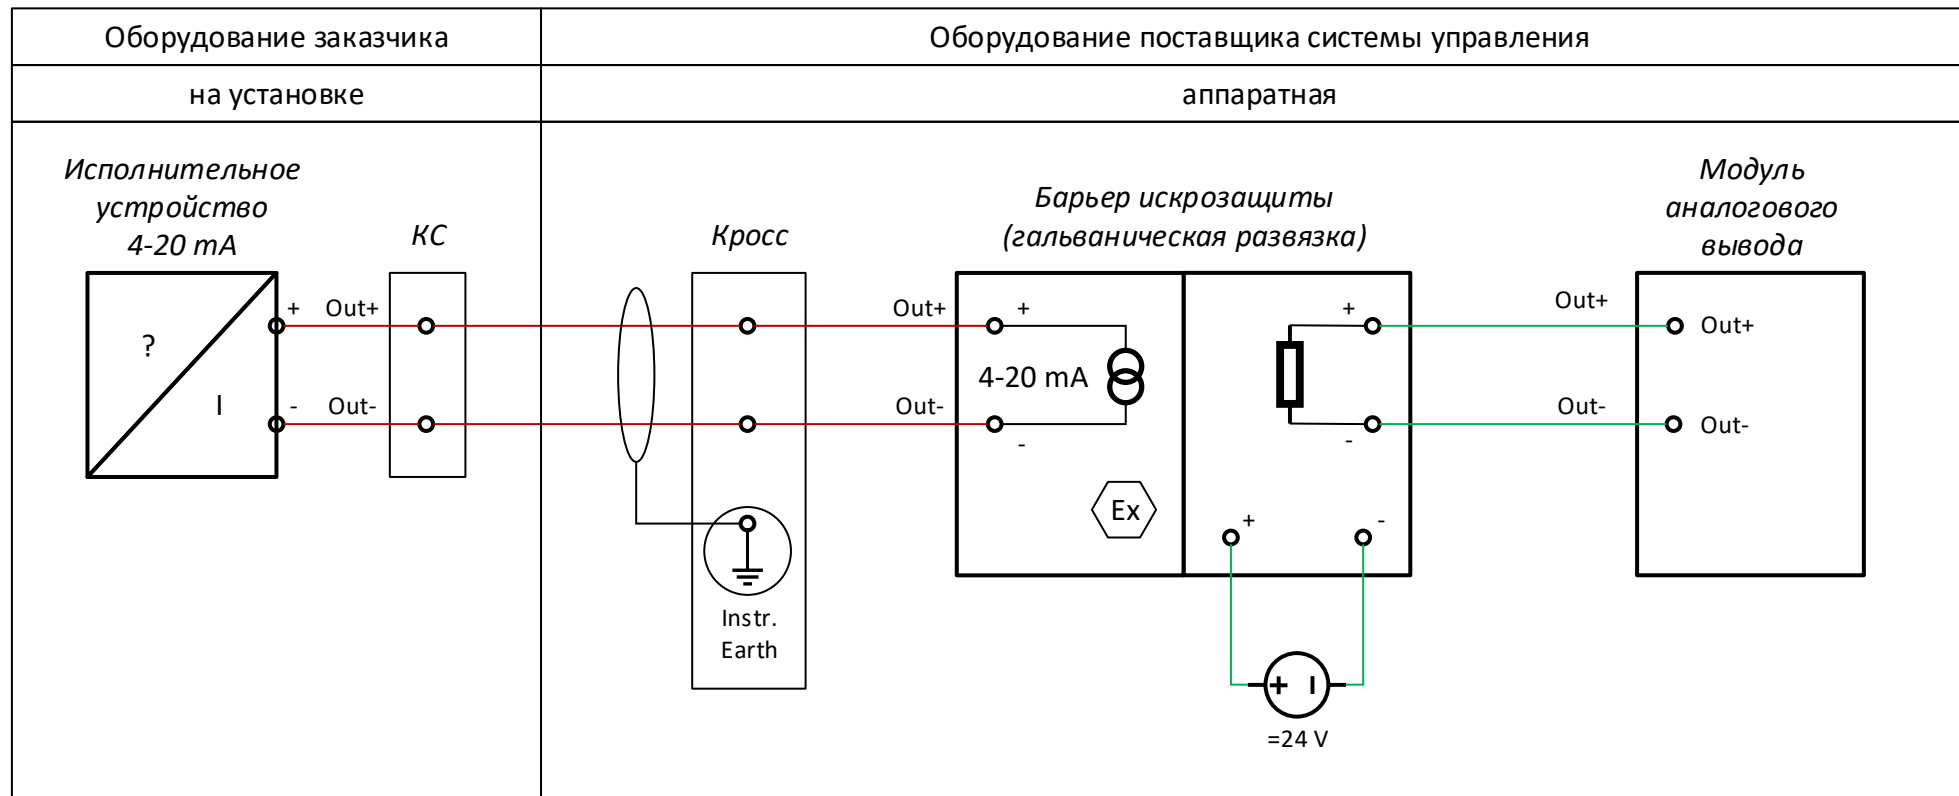 Оборудование заказчика
Оборудование поставщика системы управления
на установке
аппаратная
Исполнительное
устройство
4-20 mA
КС
Кросс
Барьер искрозащиты
(гальваническая развязка)
Модуль
аналогового
вывода
+
Out+
Out+
+
+
Out+
Out+
?
4-20 mA
I
-
Out-
Out-
-
-
Out-
Out-
Ex
+
-
Instr.
Earth
+
=24 V